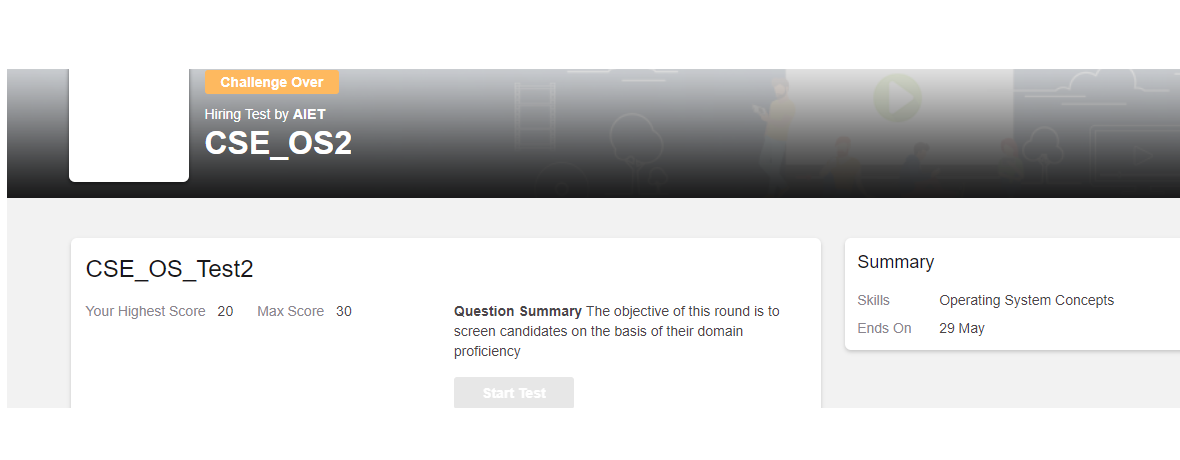 Challenge Over
Hiring Test by AIET
CSE_OS2
CSE_OS_Test2
Your Highest Score 20 Max Score 30
Question Summary The objective of this round is to
screen candidates on the basis of their domain
proficiency
Start Test
Summary
Skills Operating System Concepts
Ends On 29 May